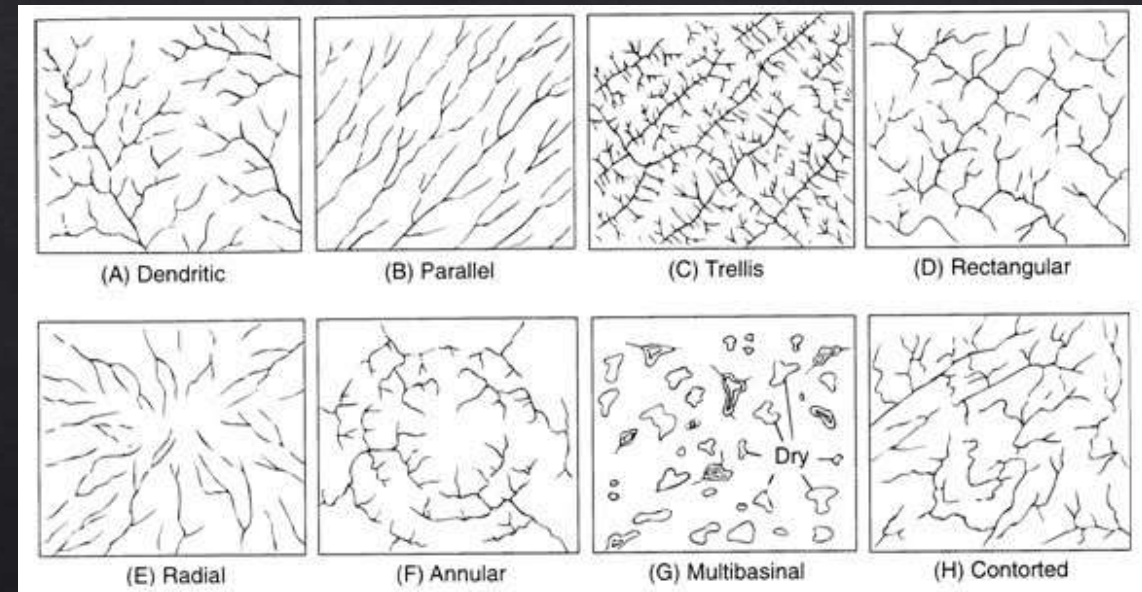 (A) Dendritic
(B) Parallel
(C) Trellis
(D) Rectangular
Dry
(E) Radial
(F) Annular
(G) Multibasinal
(H) Contorted